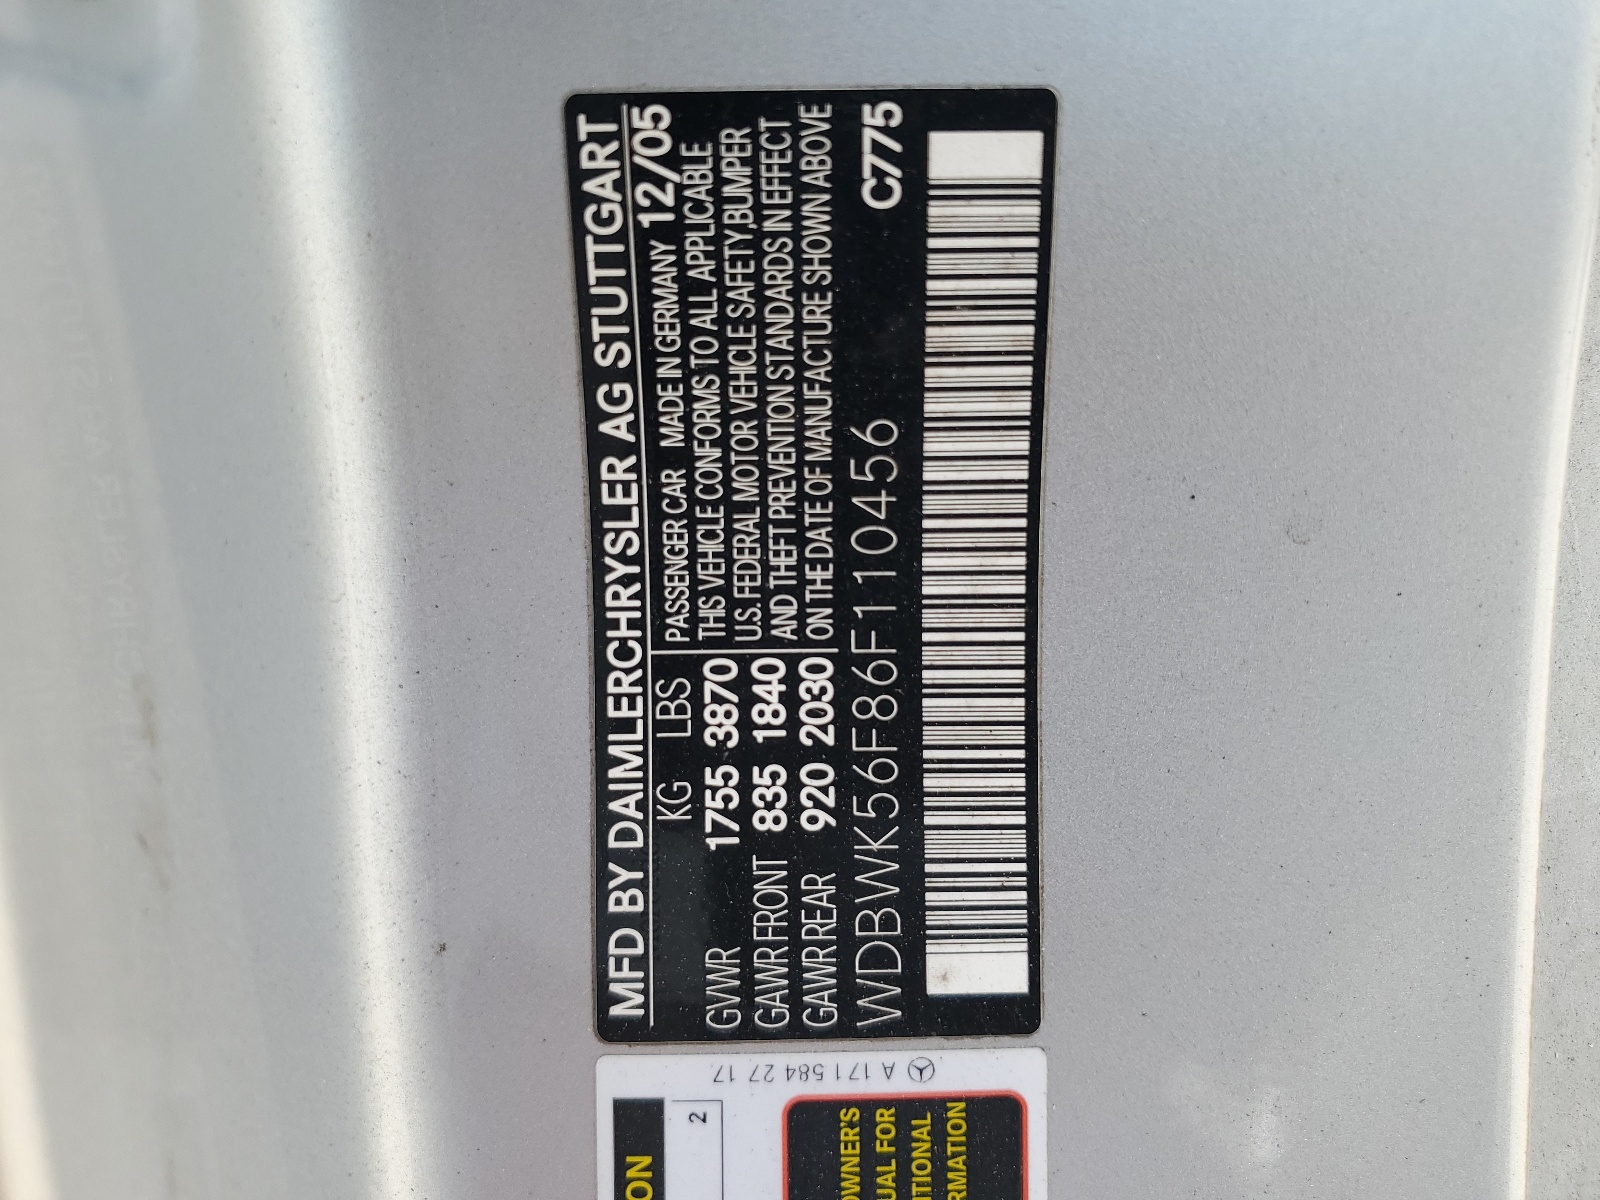 MFD BY DAIMLERCHRYSLER AG STUTTGART
KG LBS
GVWR 1755 3870
GAWR FRONT 835 1840
GAWR REAR 920 2030
PASSENGER CAR MADE IN GERMANY 12/05
THIS VEHICLE CONFORMS TO ALL APPLICABLE
U.S. FEDERAL MOTOR VEHICLE SAFETY,BUMPER
AND THEFT PREVENTION STANDARDS IN EFFECT
ON THE DATE OF MANUFACTURE SHOWN ABOVE
WDBWK56F86F110456 C775
A 171 584 27 17
2